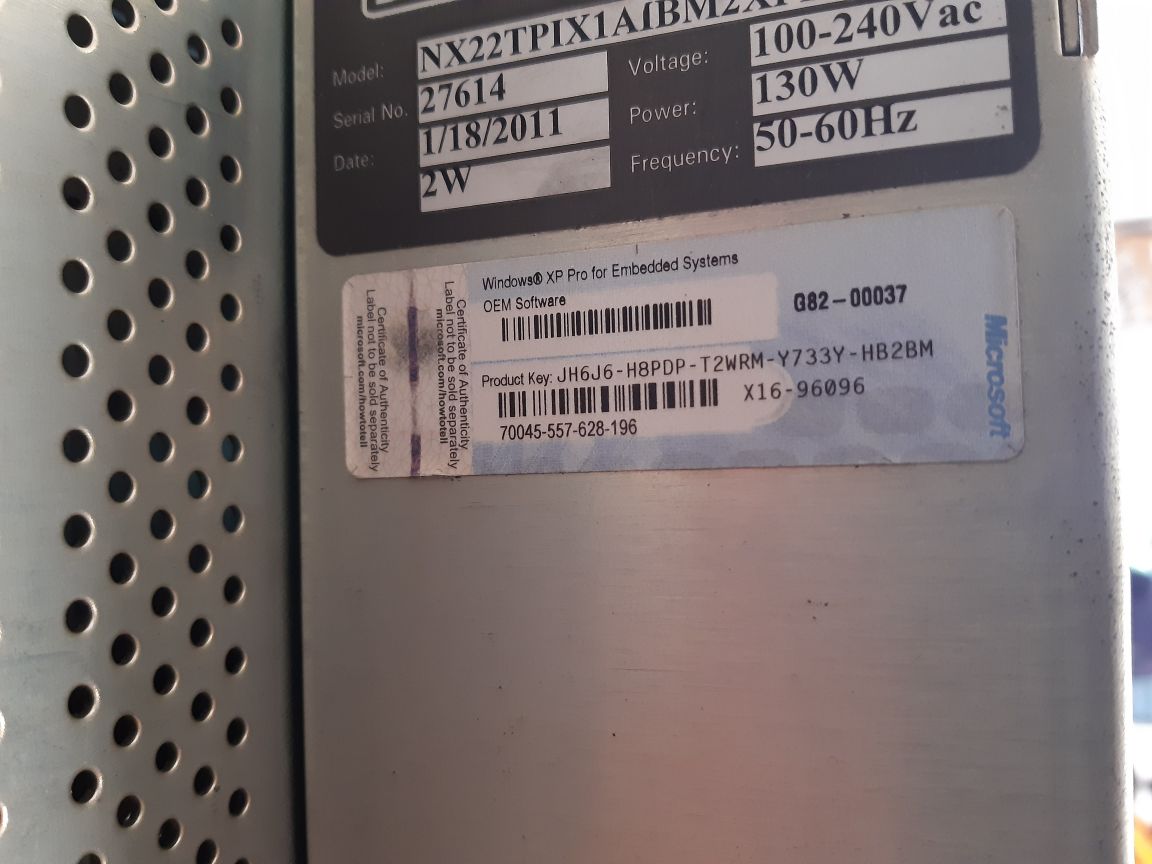 Model: NX22TPIX1A1BM2XP
Serial No. 27614
Date: 1/18/2011
2W
Voltage: 100-240Vac
Power: 130W
Frequency: 50-60Hz
Certificate of Authenticity
Label not to be sold separately
microsoft.com/howtotell
Certificate of Authenticity
Label not to be sold separately
microsoft.com/howtotell
Windows® XP Pro for Embedded Systems
OEM Software
G82-00037
Product Key: JH6J6-H8PDP-T2WRM-Y733Y-HB2BM
X16-96096
70045-557-628-196
Microsoft